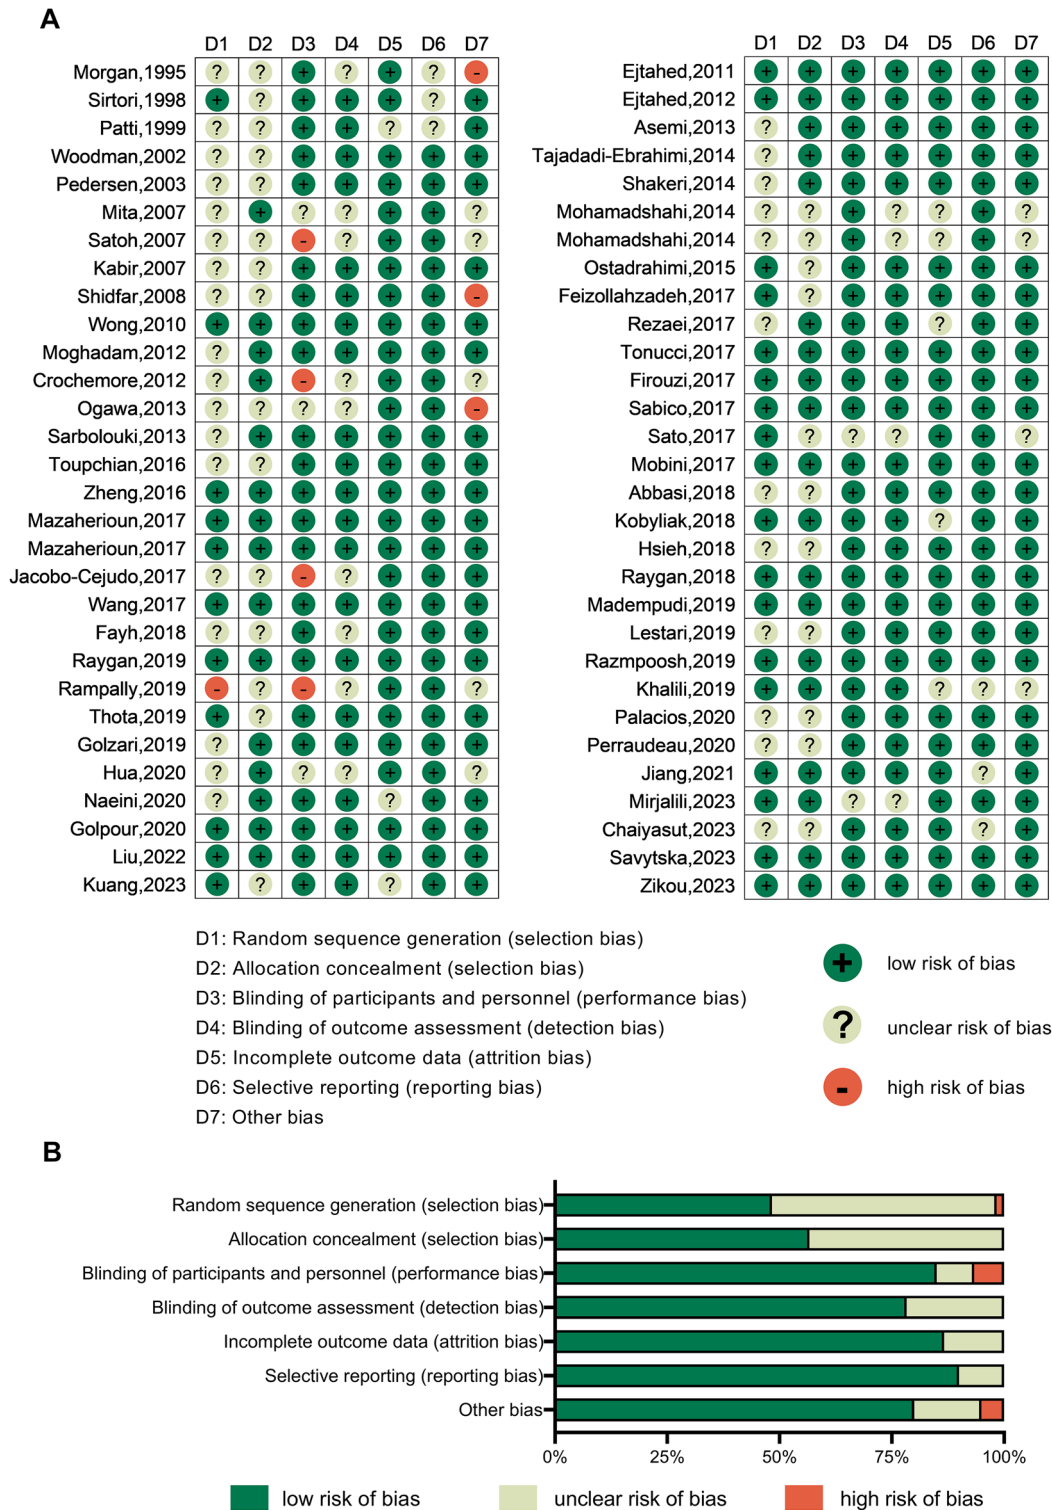 A
D1 D2 D3 D4 D5 D6 D7
Morgan,1995 ? ? + ? + ? -
Sirtori,1998 + ? + + + ? +
Patti,1999 ? ? + + ? ? +
Woodman,2002 ? ? + + + + +
Pedersen,2003 ? ? + + + + +
Mita,2007 ? + ? ? + + ?
Satoh,2007 ? ? - ? + + ?
Kabir,2007 ? ? + + + + +
Shidfar,2008 ? ? + + + + -
Wong,2010 + + + + + + +
Moghadam,2012 ? + + + + + +
Crochemore,2012 ? + - ? + + ?
Ogawa,2013 ? ? ? ? + + -
Sarbolouki,2013 ? + + + + + +
Toupchian,2016 ? ? + + + + +
Zheng,2016 + + + + + + +
Mazaherioun,2017 + + + + + + +
Mazaherioun,2017 + + + + + + +
Jacobo-Cejudo,2017 ? ? - ? + + +
Wang,2017 + + + + + + +
Fayh,2018 ? ? + ? + + +
Raygan,2019 + + + + + + +
Rampally,2019 - ? - ? + + ?
Thota,2019 + ? + + + + +
Golzari,2019 ? + + + + + +
Hua,2020 ? + ? ? + + ?
Naeini,2020 ? + + + ? + +
Golpour,2020 + + + + + + +
Liu,2022 + + + + + + +
Kuang,2023 + ? + + ? + +
D1 D2 D3 D4 D5 D6 D7
Ejtahed,2011 + + + + + + +
Ejtahed,2012 + + + + + + +
Asemi,2013 ? + + + + + +
Tajadadi-Ebrahimi,2014 ? + + + + + +
Shakeri,2014 ? + + + + + +
Mohamadshahi,2014 ? ? + ? ? + ?
Mohamadshahi,2014 ? ? + ? ? + ?
Ostadrahimi,2015 + ? + + + + +
Feizollahzadeh,2017 + ? + + + + +
Rezaei,2017 ? + + + ? + +
Tonucci,2017 + + + + + + +
Firouzi,2017 + + + + + + +
Sabico,2017 + + + + + + +
Sato,2017 + ? ? ? + + ?
Mobini,2017 + + + + + + +
Abbasi,2018 ? ? + + + + +
Kobyliak,2018 + + + + ? + +
Hsieh,2018 ? ? + + + + +
Raygan,2018 + + + + + + +
Madempudi,2019 + + + + + + +
Lestari,2019 ? ? + + + + +
Razmpoosh,2019 + + + + + + +
Khalili,2019 + + + + ? ? ?
Palacios,2020 ? ? + + + + +
Perraudeau,2020 ? ? + + + + +
Jiang,2021 + + + + + ? +
Mirjalili,2023 + + ? ? + + +
Chaiyasut,2023 ? ? + + + ? +
Savytska,2023 + + + + + + +
Zikou,2023 + + + + + + +
D1: Random sequence generation (selection bias)
D2: Allocation concealment (selection bias)
D3: Blinding of participants and personnel (performance bias)
D4: Blinding of outcome assessment (detection bias)
D5: Incomplete outcome data (attrition bias)
D6: Selective reporting (reporting bias)
D7: Other bias
+ low risk of bias
? unclear risk of bias
- high risk of bias
B
Random sequence generation (selection bias)
Allocation concealment (selection bias)
Blinding of participants and personnel (performance bias)
Blinding of outcome assessment (detection bias)
Incomplete outcome data (attrition bias)
Selective reporting (reporting bias)
Other bias
0% 25% 50% 75% 100%
low risk of bias unclear risk of bias high risk of bias